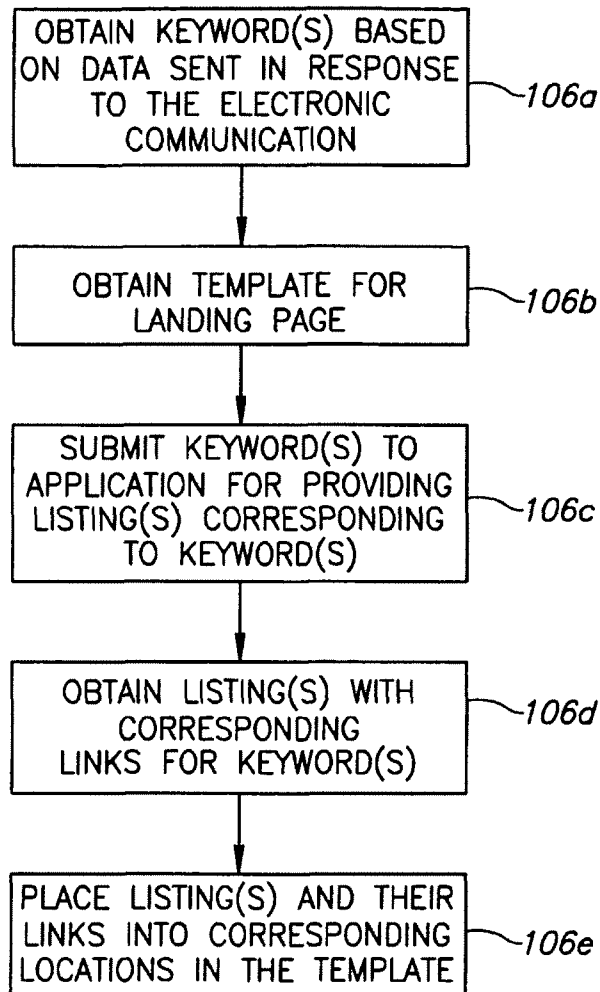 OBTAIN KEYWORD(S) BASED
ON DATA SENT IN RESPONSE
TO THE ELECTRONIC
COMMUNICATION
106a
OBTAIN TEMPLATE FOR
LANDING PAGE
106b
SUBMIT KEYWORD(S) TO
APPLICATION FOR PROVIDING
LISTING(S) CORRESPONDING
TO KEYWORD(S)
106c
OBTAIN LISTING(S) WITH
CORRESPONDING
LINKS FOR KEYWORD(S)
106d
PLACE LISTING(S) AND THEIR
LINKS INTO CORRESPONDING
LOCATIONS IN THE TEMPLATE
106e